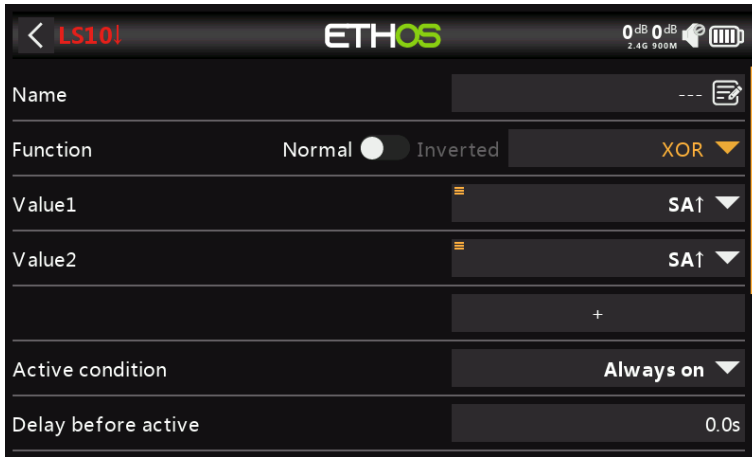 LS10↓ ETHOS 0dB 0dB
2.4G 900M
Name ---
Function Normal Inverted XOR
Value1 SA↑
Value2 SA↑
+
Active condition Always on
Delay before active 0.0s